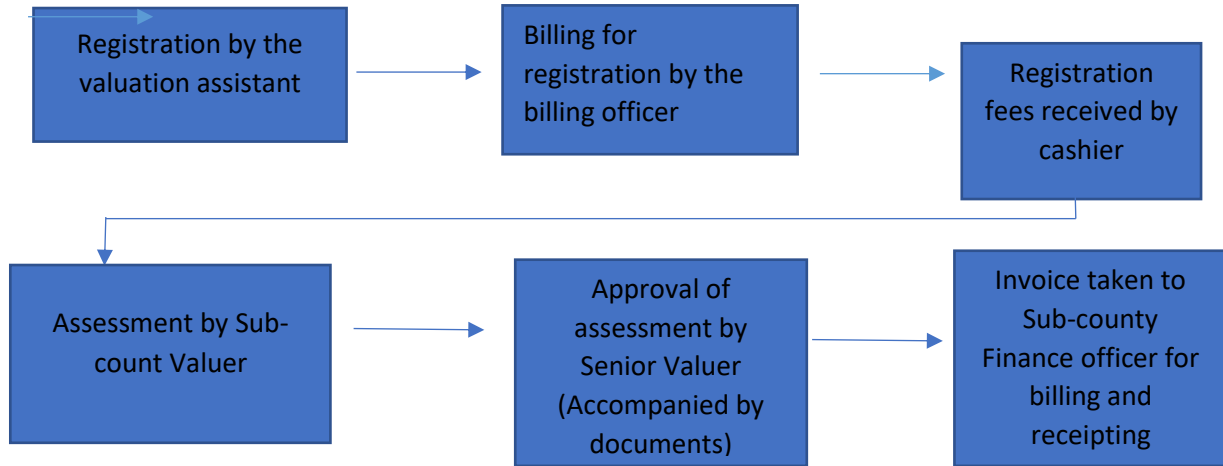 Registration by the
valuation assistant
Billing for
registration by the
billing officer
Registration
fees received by
cashier
Assessment by Sub-
count Valuer
Approval of
assessment by
Senior Valuer
(Accompanied by
documents)
Invoice taken to
Sub-county
Finance officer for
billing and
receipting